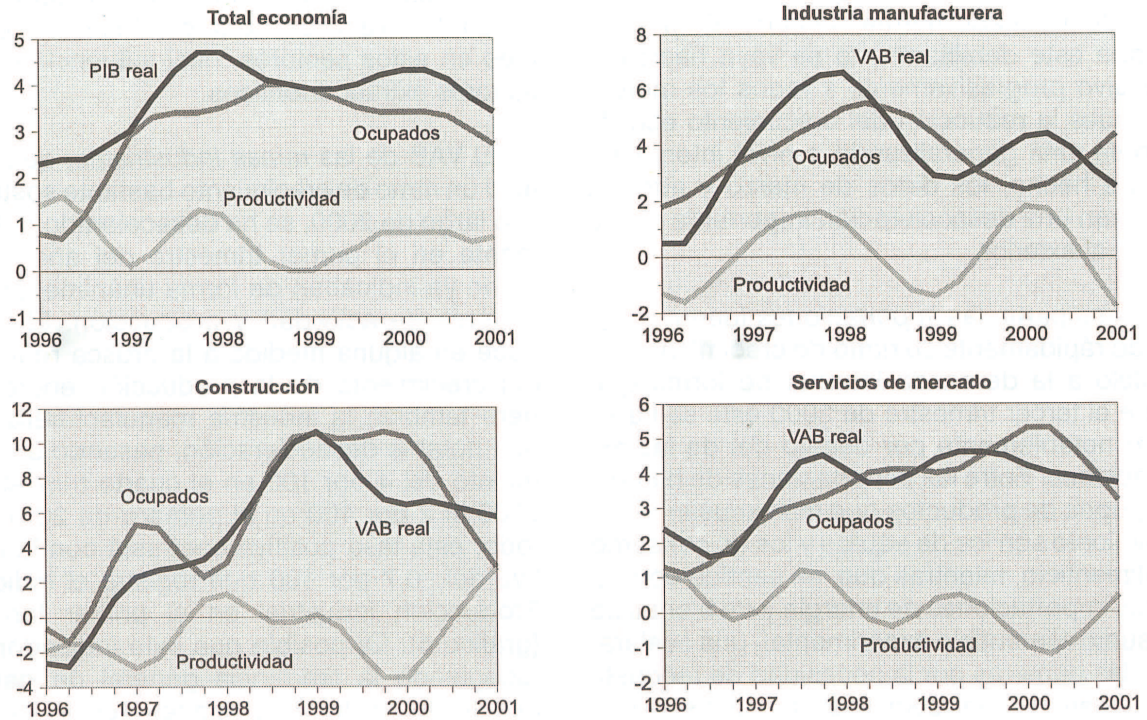 Total economía
5
4
3
2
1
0
-1
PIB real
Ocupados
Productividad
1996 1997 1998 1999 2000 2001
Industria manufacturera
8
6
4
2
0
-2
VAB real
Ocupados
Productividad
1996 1997 1998 1999 2000 2001
Construcción
12
10
8
6
4
2
0
-2
-4
Ocupados
VAB real
Productividad
1996 1997 1998 1999 2000 2001
Servicios de mercado
6
5
4
3
2
1
0
-1
-2
VAB real
Ocupados
Productividad
1996 1997 1998 1999 2000 2001